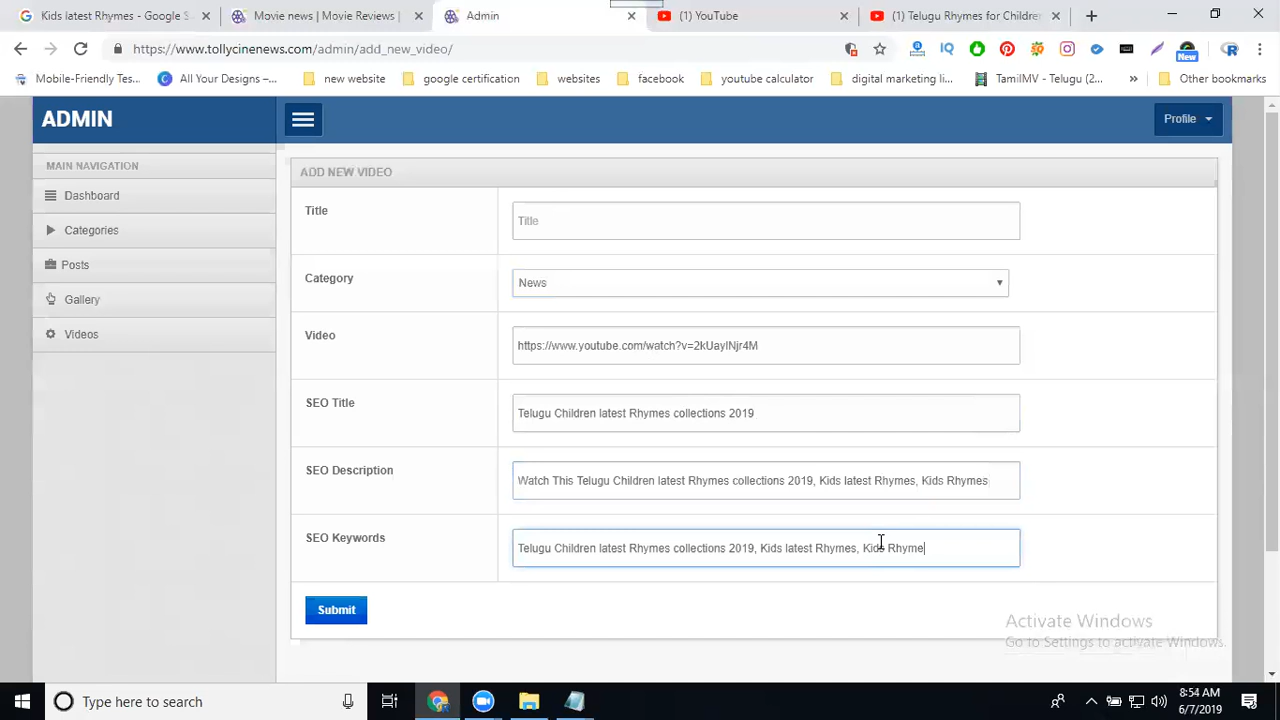 Kids latest Rhymes - Google S
Movie news | Movie Reviews
Admin
(1) YouTube
(1) Telugu Rhymes for Childre
https://www.tollycinenews.com/admin/add_new_video/
New
Mobile-Friendly Tes...
All Your Designs –...
new website
google certification
websites
facebook
youtube calculator
digital marketing li...
TamilMV - Telugu (2...
Other bookmarks
ADMIN
Profile
MAIN NAVIGATION
Dashboard
Categories
Posts
Gallery
Videos
ADD NEW VIDEO
Title
Title
Category
News
Video
https://www.youtube.com/watch?v=2kUayINjr4M
SEO Title
Telugu Children latest Rhymes collections 2019
SEO Description
Watch This Telugu Children latest Rhymes collections 2019, Kids latest Rhymes, Kids Rhymes
SEO Keywords
Telugu Children latest Rhymes collections 2019, Kids latest Rhymes, Kids Rhyme
Submit
Activate Windows
Go to Settings to activate Windows.
Type here to search
8:54 AM
6/7/2019